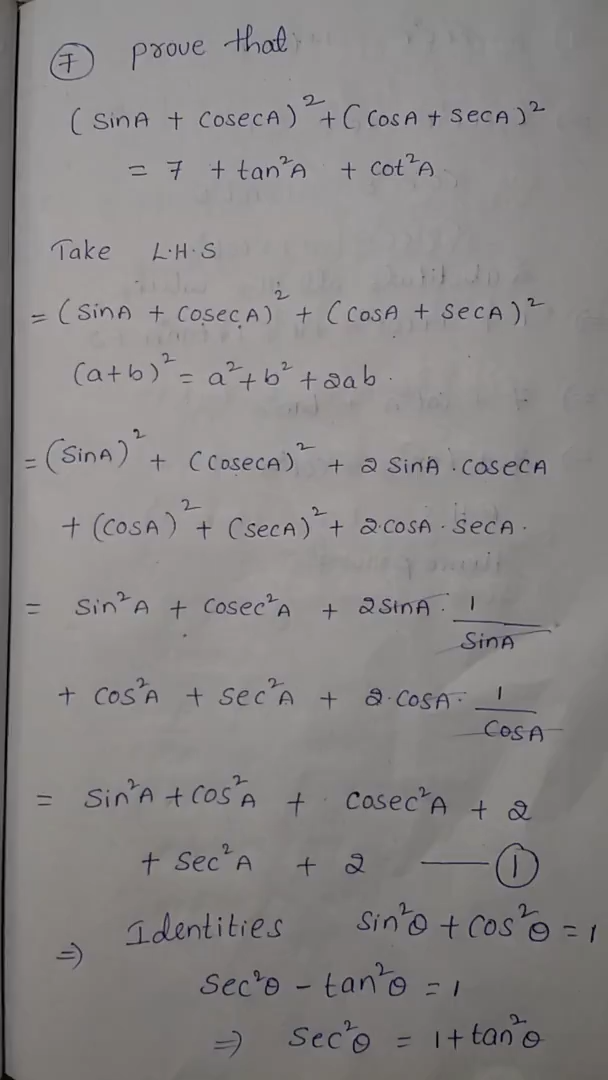 ⑦ prove that
(sinA + cosecA)² + (cosA + secA)²
= 7 + tan²A + cot²A
Take L.H.S
= (sinA + cosecA)² + (cosA + secA)²
(a+b)² = a² + b² + 2ab.
= (sinA)² + (cosecA)² + 2 sinA . cosecA
+ (cosA)² + (secA)² + 2.cosA . secA.
= sin²A + cosec²A + 2 sinA . 1/sinA
+ cos²A + sec²A + 2.cosA . 1/cosA
= sin²A + cos²A + cosec²A + 2
+ sec²A + 2 —— ①
⇒ Identities sin²θ + cos²θ = 1
sec²θ - tan²θ = 1
⇒ sec²θ = 1 + tan²θ